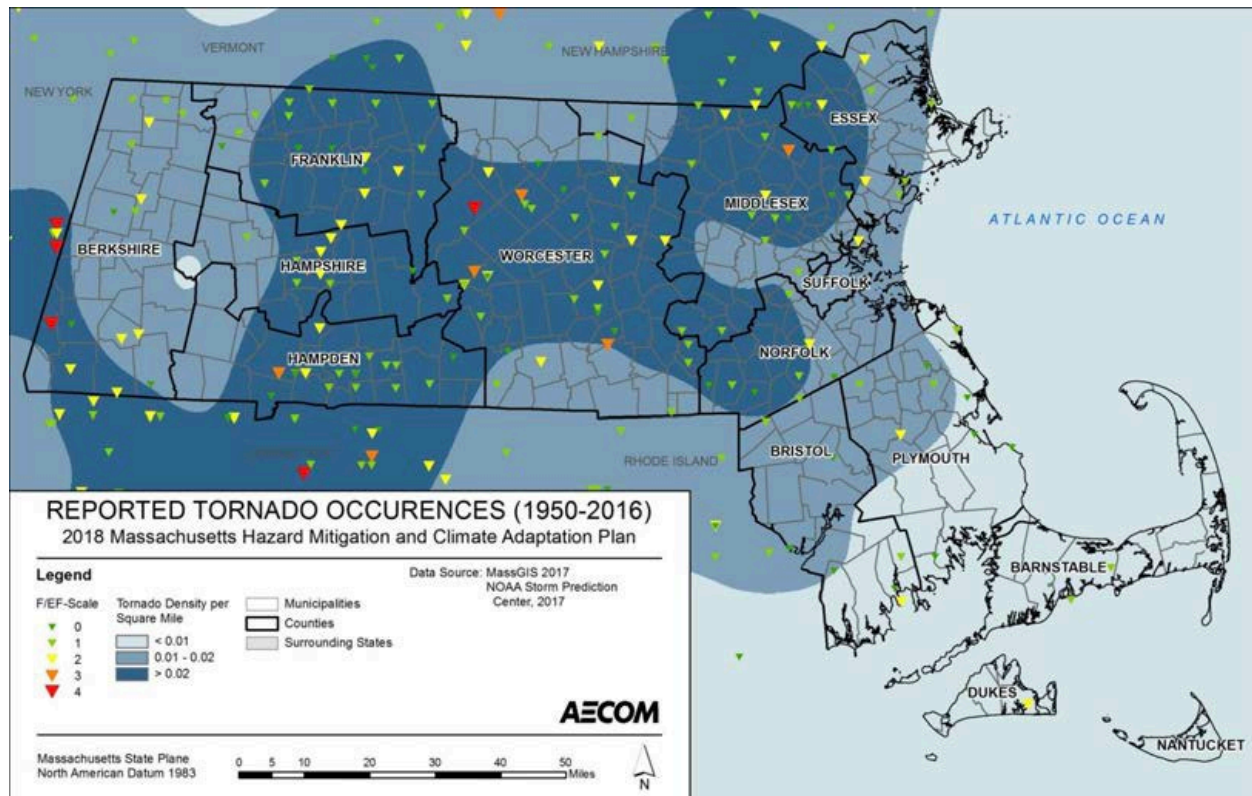 VERMONT
NEW HAMPSHIRE
NEW YORK
ESSEX
FRANKLIN
MIDDLESEX
ATLANTIC OCEAN
BERKSHIRE
HAMPSHIRE
WORCESTER
SUFFOLK
HAMPDEN
NORFOLK
BRISTOL
PLYMOUTH
RHODE ISLAND
BARNSTABLE
DUKES
NANTUCKET
REPORTED TORNADO OCCURENCES (1950-2016)
2018 Massachusetts Hazard Mitigation and Climate Adaptation Plan
Legend
Data Source: MassGIS 2017
NOAA Storm Prediction
Center, 2017
F/EF-Scale
0
1
2
3
4
Tornado Density per
Square Mile
< 0.01
0.01 - 0.02
> 0.02
Municipalities
Counties
Surrounding States
AECOM
Massachusetts State Plane
North American Datum 1983
0 5 10 20 30 40 50
Miles
N